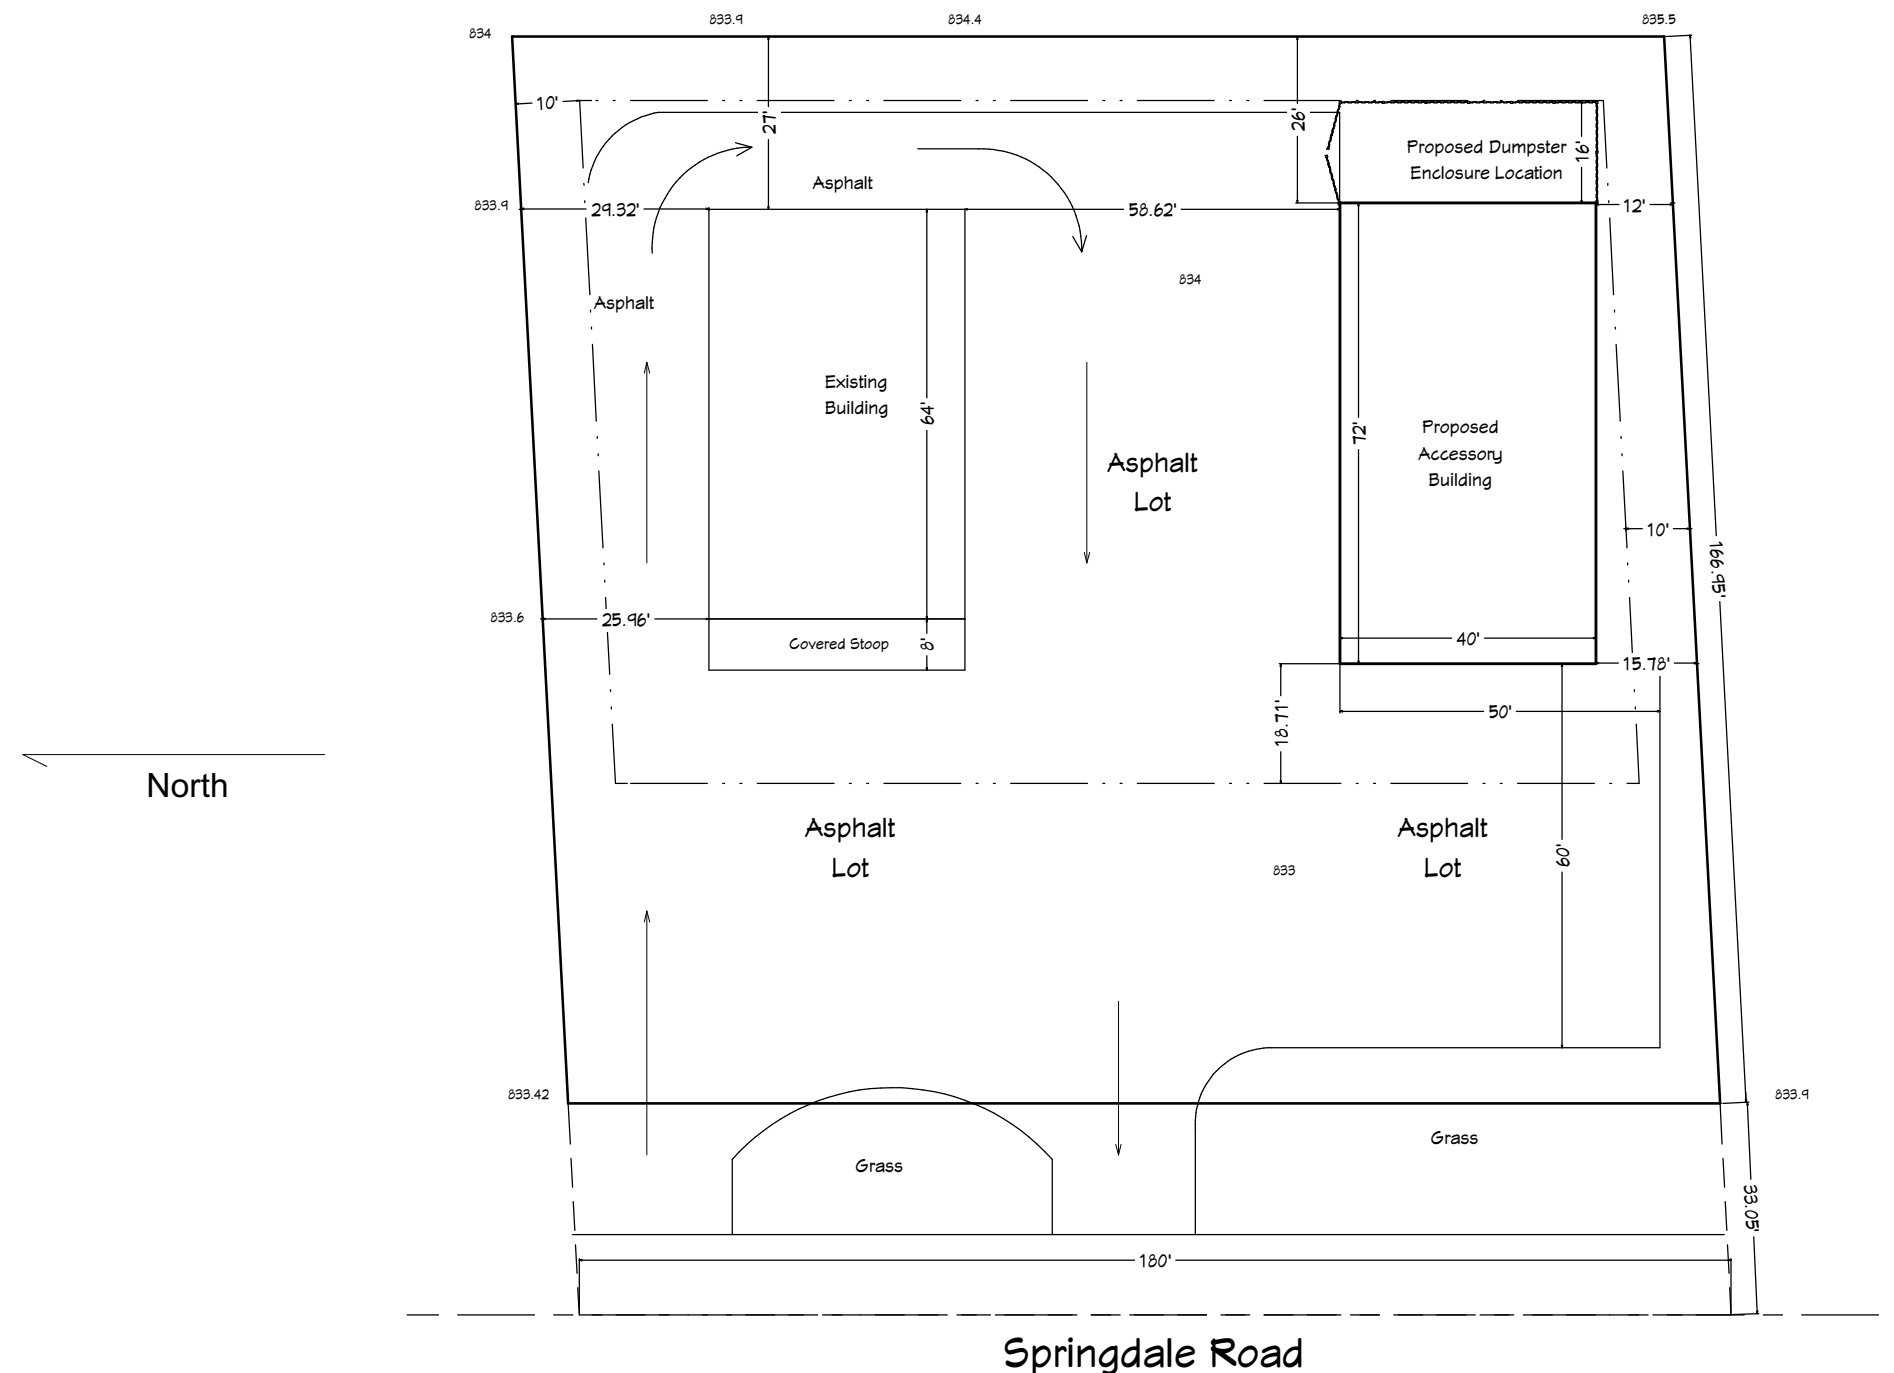 833.9
834.4
835.5
834
10'
27'
26'
Proposed Dumpster
Enclosure Location
16'
Asphalt
833.9
29.32'
58.62'
12'
834
Asphalt
Existing
Building
64'
72'
Proposed
Accessory
Building
Asphalt
Lot
10'
166.95'
833.6
25.96'
Covered Stoop
8'
40'
15.78'
18.71'
50'
North
Asphalt
Lot
833
Asphalt
Lot
60'
833.42
833.9
Grass
Grass
33.05'
180'
Springdale Road